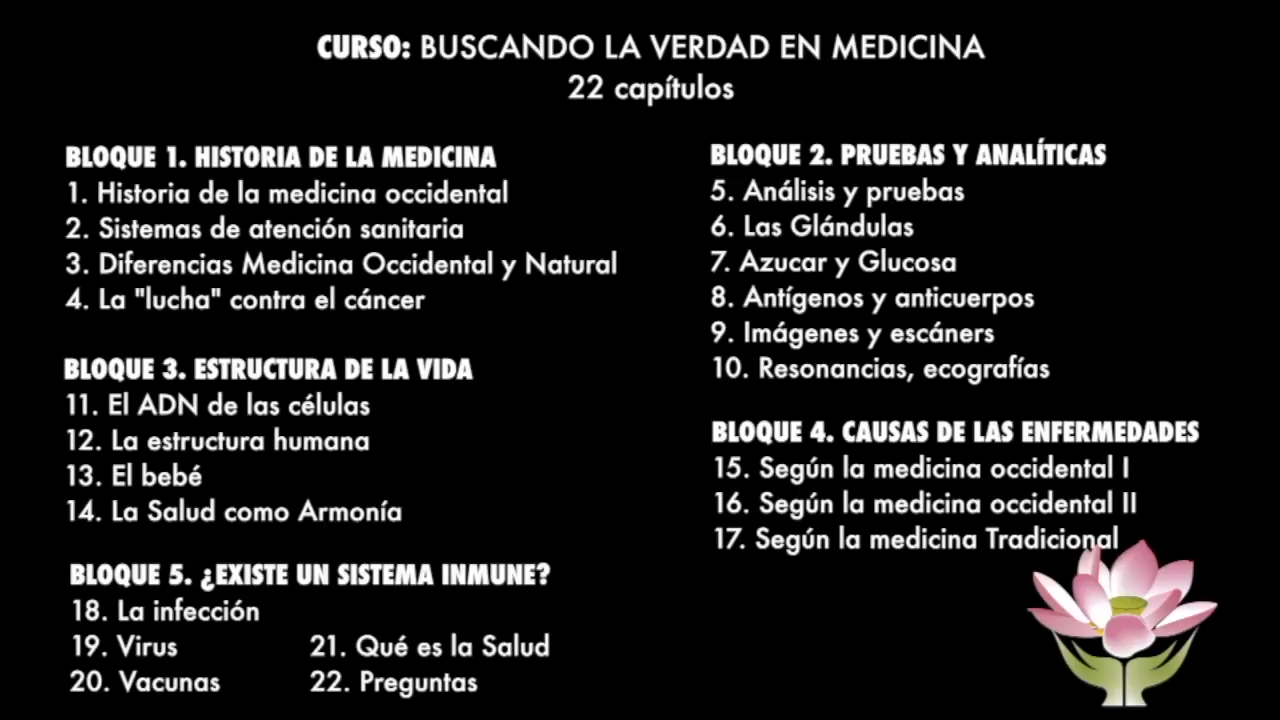 CURSO: BUSCANDO LA VERDAD EN MEDICINA
22 capítulos
BLOQUE 1. HISTORIA DE LA MEDICINA
1. Historia de la medicina occidental
2. Sistemas de atención sanitaria
3. Diferencias Medicina Occidental y Natural
4. La "lucha" contra el cáncer
BLOQUE 2. PRUEBAS Y ANALÍTICAS
5. Análisis y pruebas
6. Las Glándulas
7. Azucar y Glucosa
8. Antígenos y anticuerpos
9. Imágenes y escáners
10. Resonancias, ecografías
BLOQUE 3. ESTRUCTURA DE LA VIDA
11. El ADN de las células
12. La estructura humana
13. El bebé
14. La Salud como Armonía
BLOQUE 4. CAUSAS DE LAS ENFERMEDADES
15. Según la medicina occidental I
16. Según la medicina occidental II
17. Según la medicina Tradicional
BLOQUE 5. ¿EXISTE UN SISTEMA INMUNE?
18. La infección
19. Virus
20. Vacunas
21. Qué es la Salud
22. Preguntas